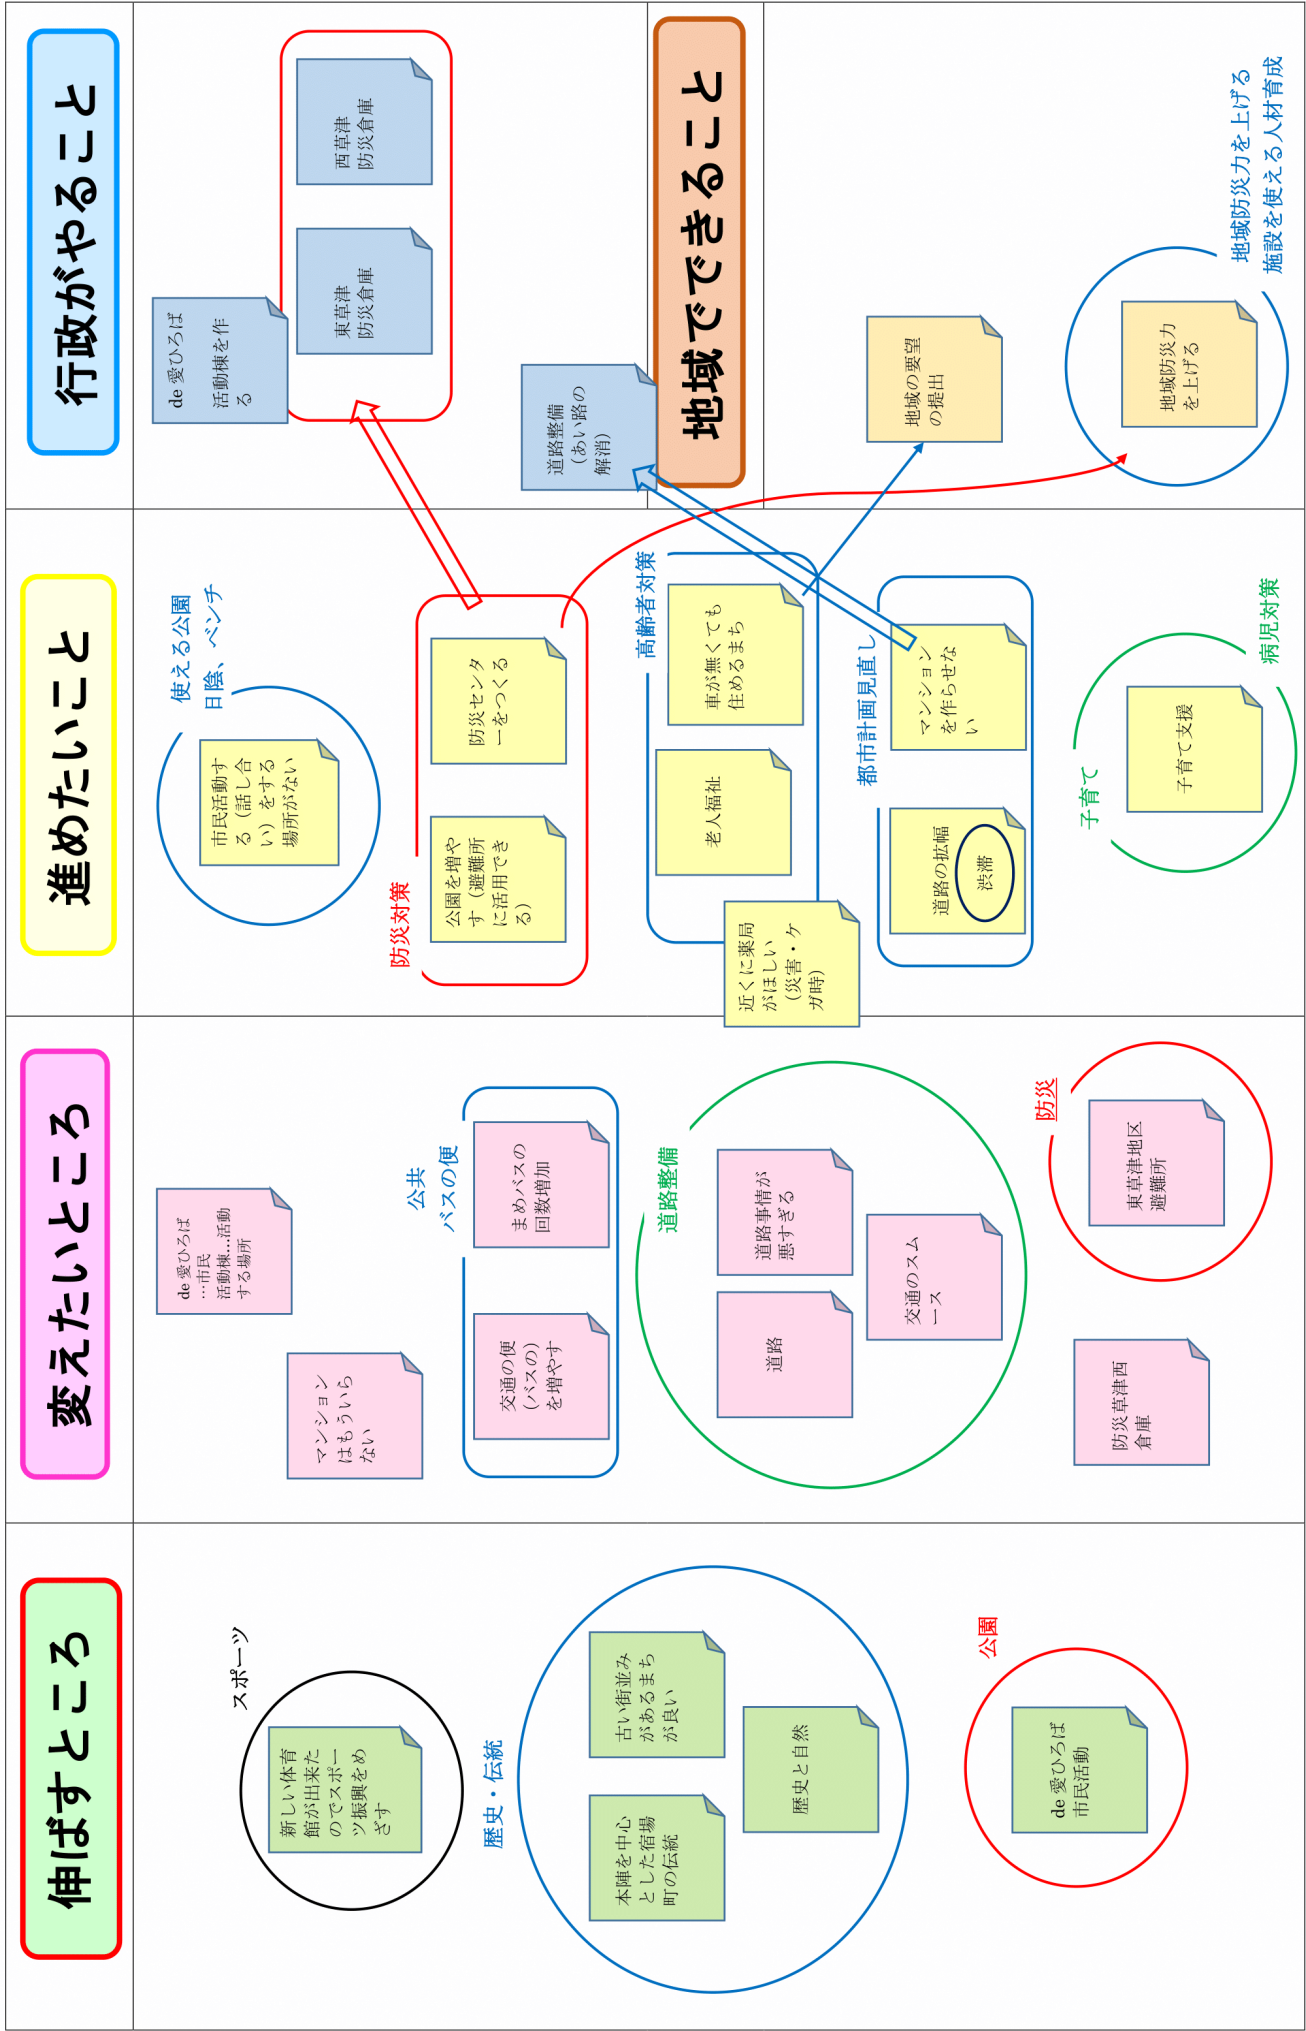 伸ばすところ
スポーツ
新しい体育
館が出来た
のでスポー
ツ振興をめ
ざす
歴史・伝統
本陣を中心
とした宿場
町の伝統
古い街並み
があるまち
が良い
歴史と自然
公園
de 愛ひろば
市民活動
変えたいところ
de 愛ひろば
…市民
活動棟…活動
する場所
マンション
はもういら
ない
公共
バスの便
交通の便
(バスの)
を増やす
まめバスの
回数増加
道路整備
道路
道路事情が
悪すぎる
交通のスム
ース
防災
東草津地区
避難所
防災草津西
倉庫
進めたいこと
使える公園
日陰、ベンチ
市民活動す
る（話し合
い）をする
場所がない
防災対策
公園を増や
す（避難所
に活用でき
る）
防災センタ
ーをつくる
高齢者対策
老人福祉
車が無くても
住めるまち
近くに薬局
がほしい
（災害・ケ
ガ時）
都市計画見直し
道路の拡幅
渋滞
マンション
を作らせな
い
子育て
子育て支援
病児対策
行政がやること
de 愛ひろば
活動棟を作
る
東草津
防災倉庫
西草津
防災倉庫
道路整備
（あい路の
解消）
地域でできること
地域の要望
の提出
地域防災力を上げる
施設を使える人材育成
地域防災力
を上げる